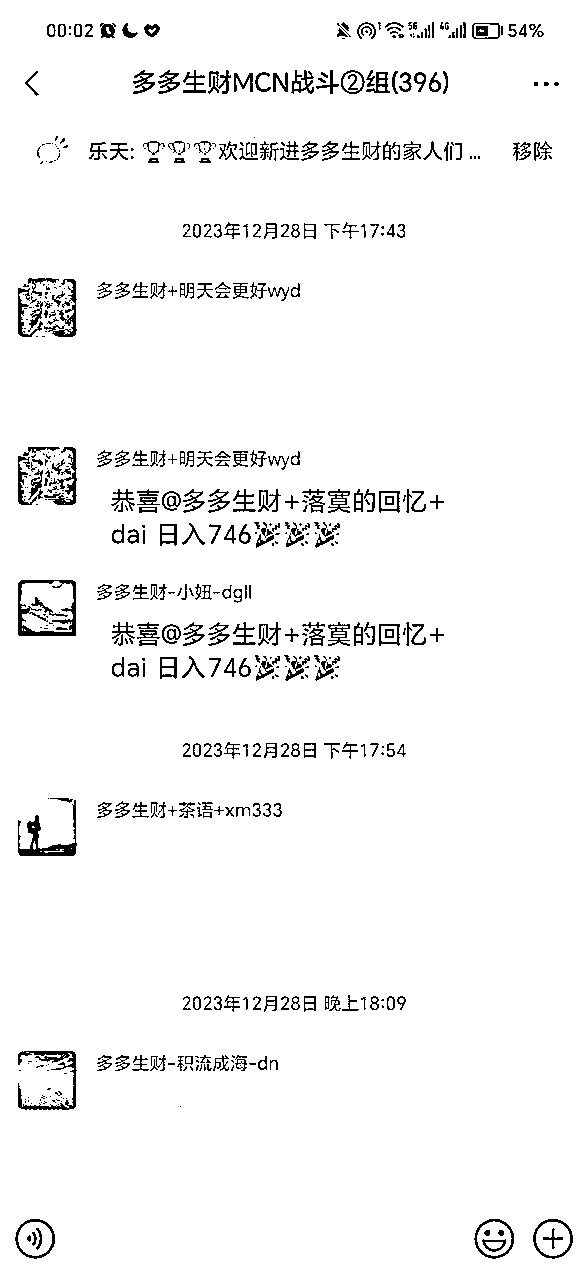 00:02 5G 4G 54%
多多生财MCN战斗②组(396)
乐天: 🏆🏆🏆欢迎新进多多生财的家人们 ... 移除
2023年12月28日 下午17:43
多多生财+明天会更好wyd
多多生财+明天会更好wyd
恭喜@多多生财+落寞的回忆+
dai 日入746🎉🎉🎉
多多生财-小妞-dgll
恭喜@多多生财+落寞的回忆+
dai 日入746🎉🎉🎉
2023年12月28日 下午17:54
多多生财+茶语+xm333
2023年12月28日 晚上18:09
多多生财-积流成海-dn